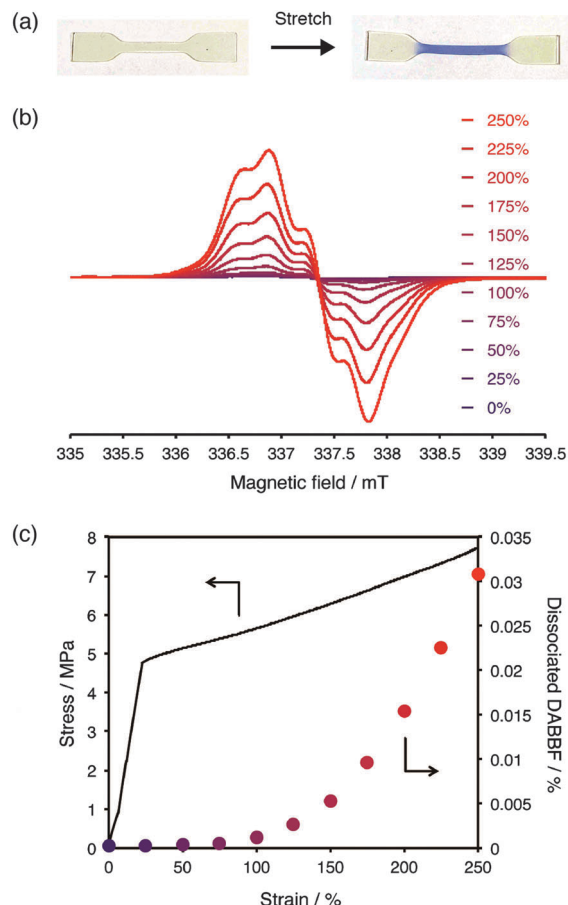 (a)
Stretch
(b)
250%
225%
200%
175%
150%
125%
100%
75%
50%
25%
0%
335 335.5 336 336.5 337 337.5 338 338.5 339 339.5
Magnetic field / mT
(c)
8
7
6
5
4
3
2
1
0
Stress / MPa
0.035
0.03
0.025
0.02
0.015
0.01
0.005
0
Dissociated DABBF / %
0 50 100 150 200 250
Strain / %